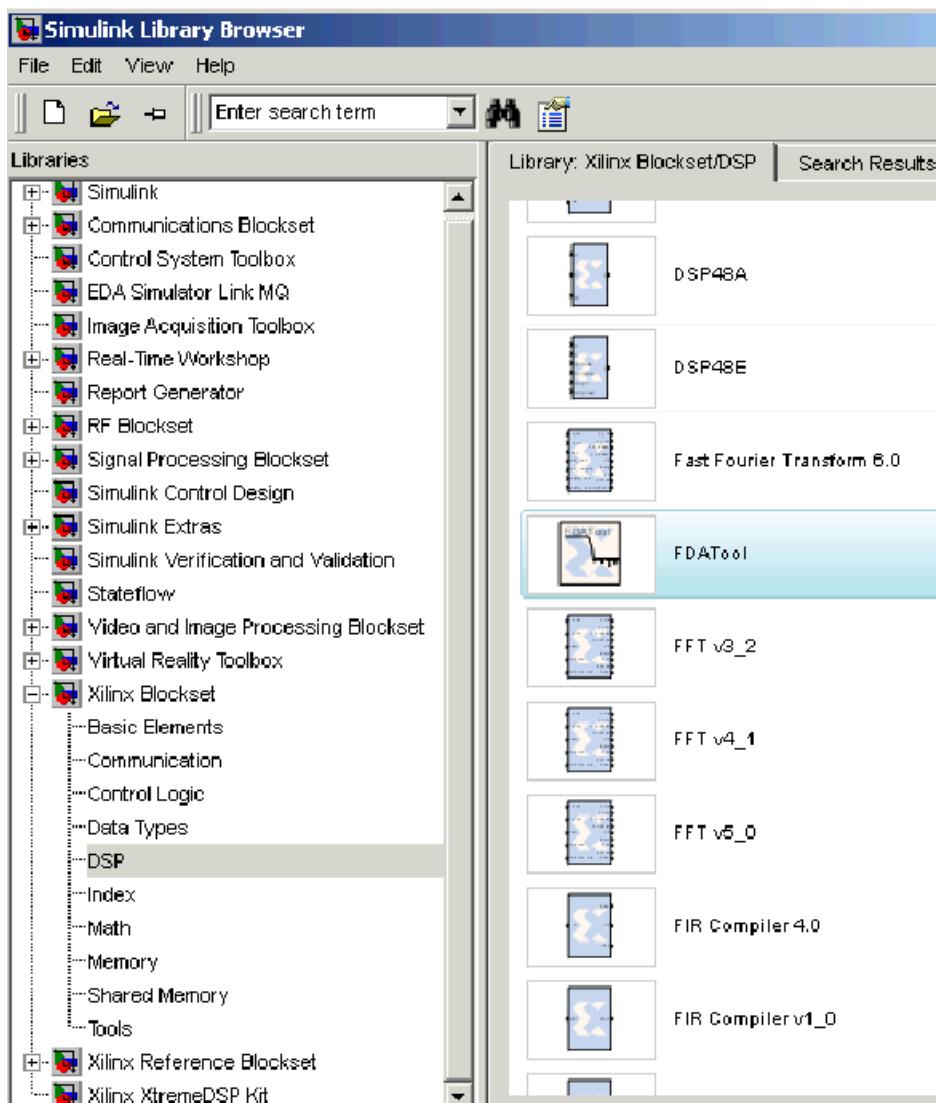 Simulink Library Browser
File Edit View Help
Enter search term
Libraries
Simulink
Communications Blockset
Control System Toolbox
EDA Simulator Link MQ
Image Acquisition Toolbox
Real-Time Workshop
Report Generator
RF Blockset
Signal Processing Blockset
Simulink Control Design
Simulink Extras
Simulink Verification and Validation
Stateflow
Video and Image Processing Blockset
Virtual Reality Toolbox
Xilinx Blockset
Basic Elements
Communication
Control Logic
Data Types
DSP
Index
Math
Memory
Shared Memory
Tools
Xilinx Reference Blockset
Xilinx XtremeDSP Kit
Library: Xilinx Blockset/DSP Search Results
DSP48A
DSP48E
Fast Fourier Transform 6.0
FDATool
FDATool
FFT v3_2
FFT v4_1
FFT v5_0
FIR Compiler 4.0
FIR Compiler v1_0